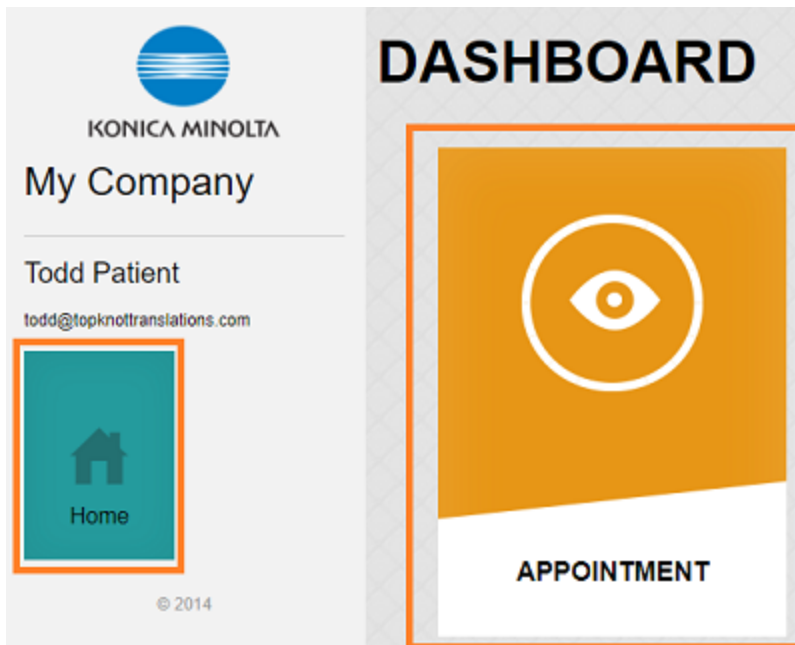 KONICA MINOLTA
My Company
Todd Patient
todd@topknottranslations.com
Home
© 2014
DASHBOARD
APPOINTMENT